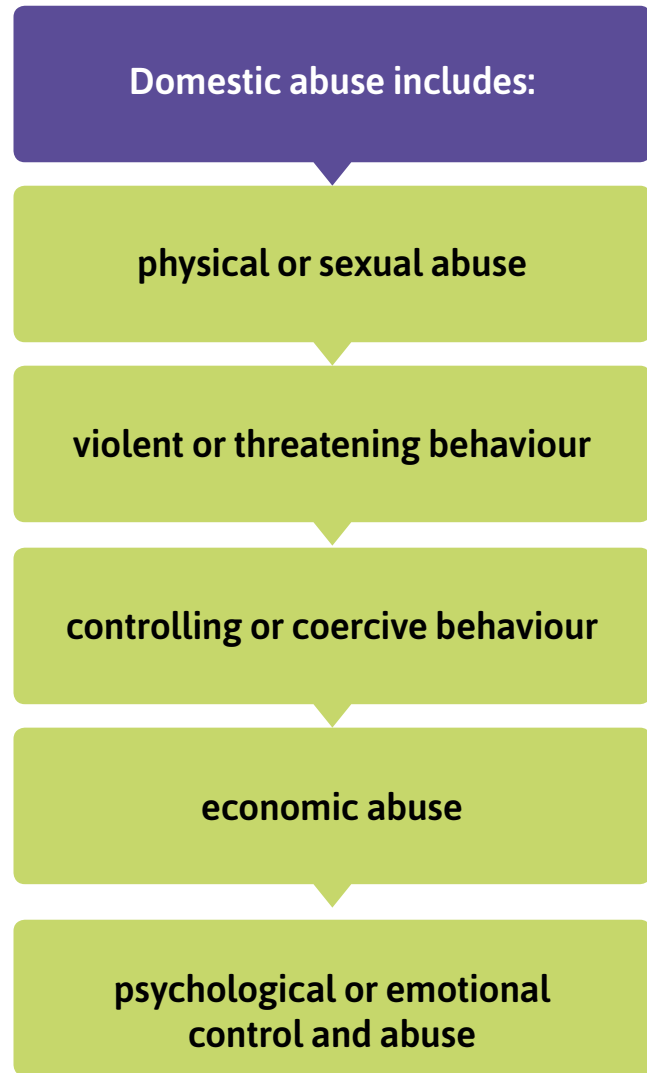 Domestic abuse includes:
physical or sexual abuse
violent or threatening behaviour
controlling or coercive behaviour
economic abuse
psychological or emotional
control and abuse